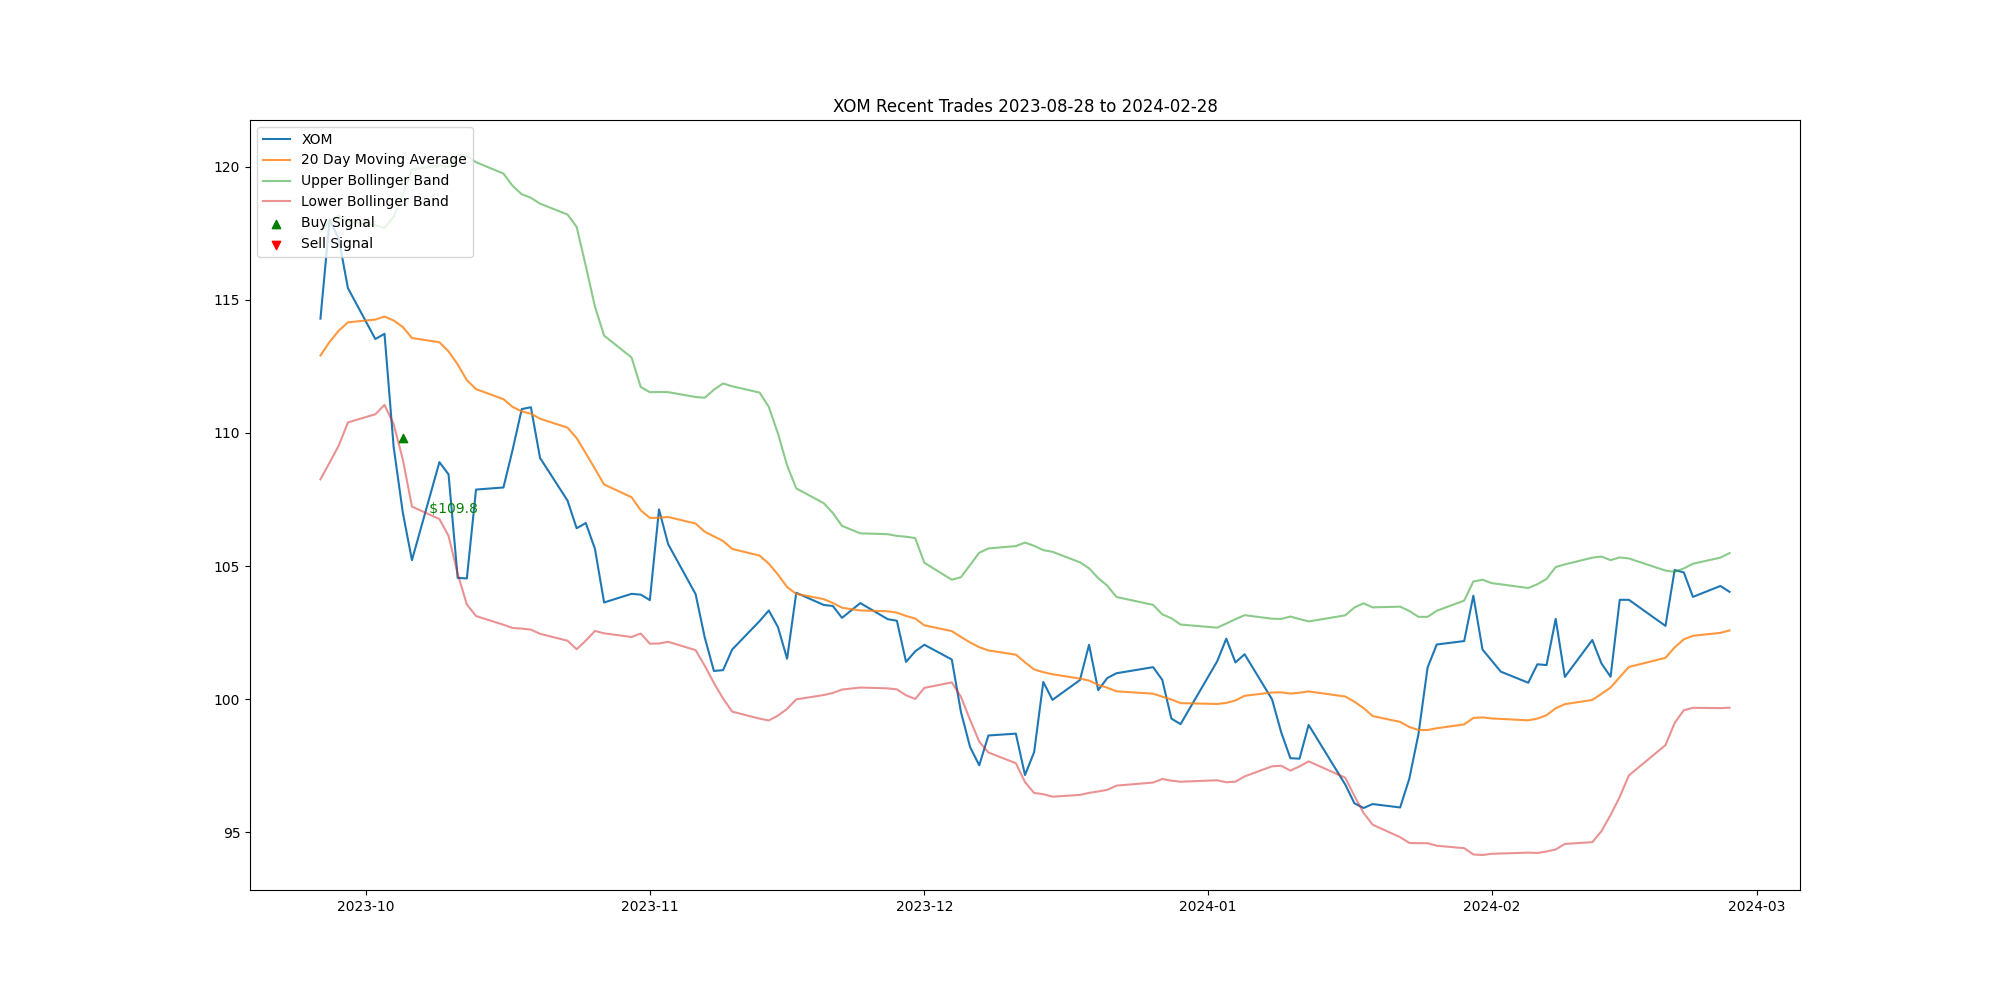 XOM Recent Trades 2023-08-28 to 2024-02-28
XOM
20 Day Moving Average
Upper Bollinger Band
Lower Bollinger Band
Buy Signal
Sell Signal
120
115
110
105
100
95
$109.8
2023-10 2023-11 2023-12 2024-01 2024-02 2024-03